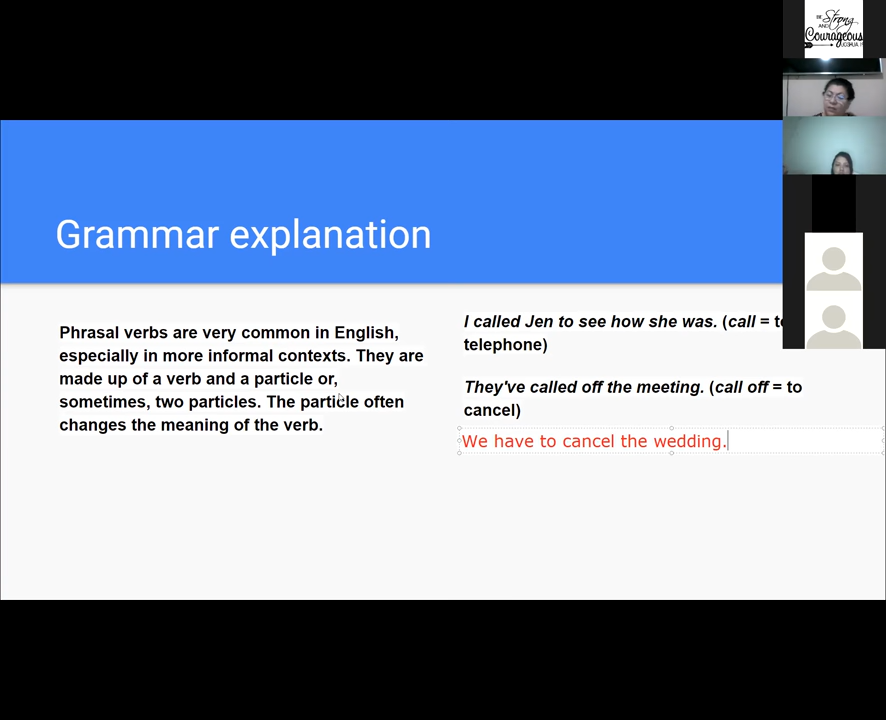 BE Strong
AND
Courageous
JOSHUA
Grammar explanation
Phrasal verbs are very common in English,
especially in more informal contexts. They are
made up of a verb and a particle or,
sometimes, two particles. The particle often
changes the meaning of the verb.
I called Jen to see how she was. (call =
telephone)
They've called off the meeting. (call off = to
cancel)
We have to cancel the wedding.